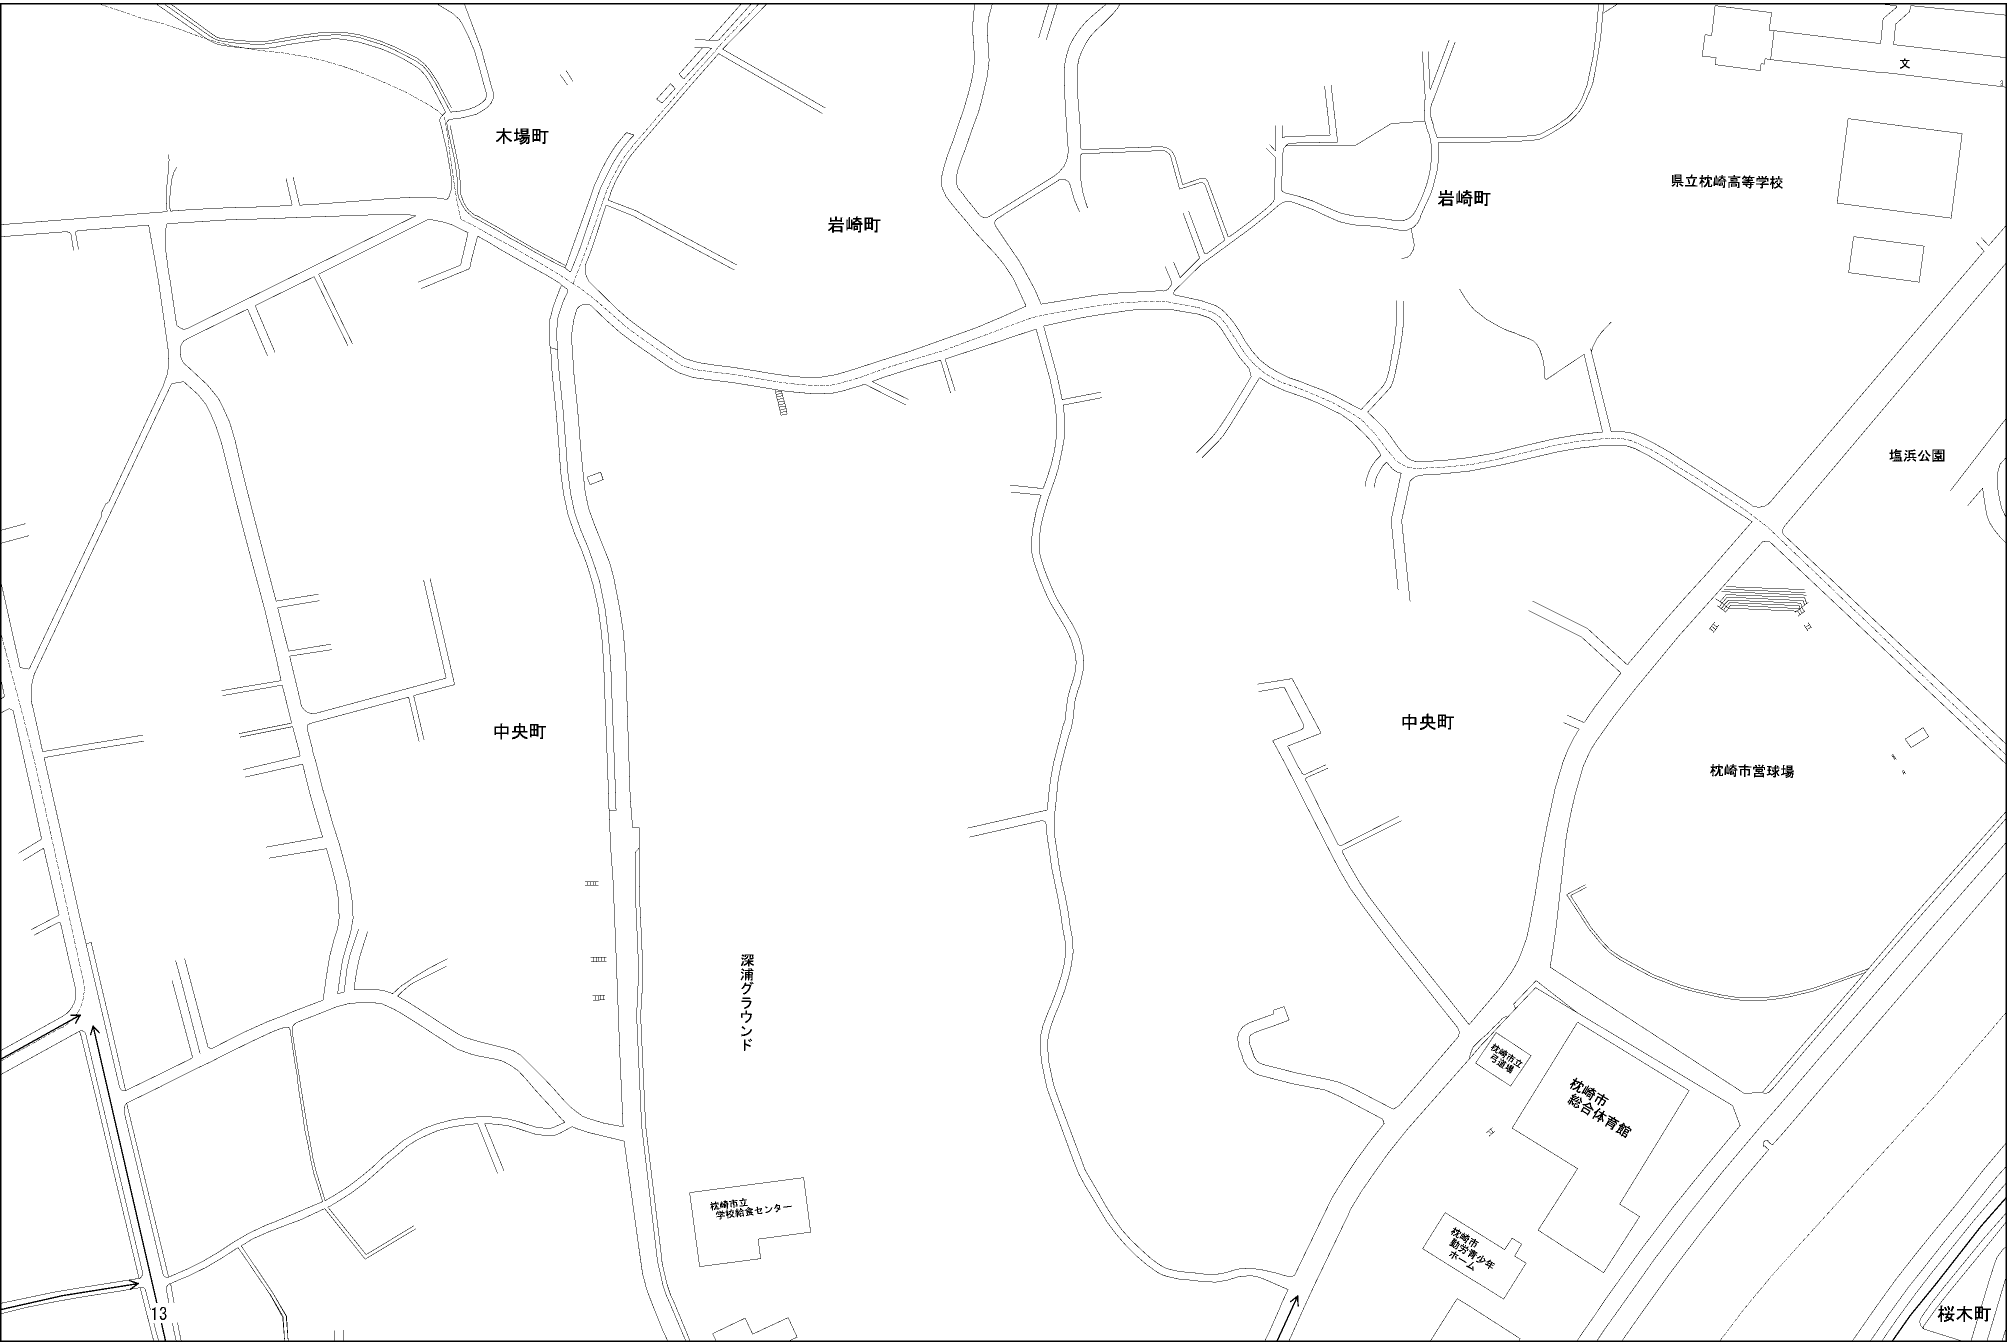 文
木場町
県立枕崎高等学校
岩崎町
岩崎町
塩浜公園
中央町
中央町
枕崎市営球場
深浦グラウンド
枕崎市立
弓道場
枕崎市
総合体育館
枕崎市立
学校給食センター
枕崎市
勤労青少年
ホーム
13
桜木町